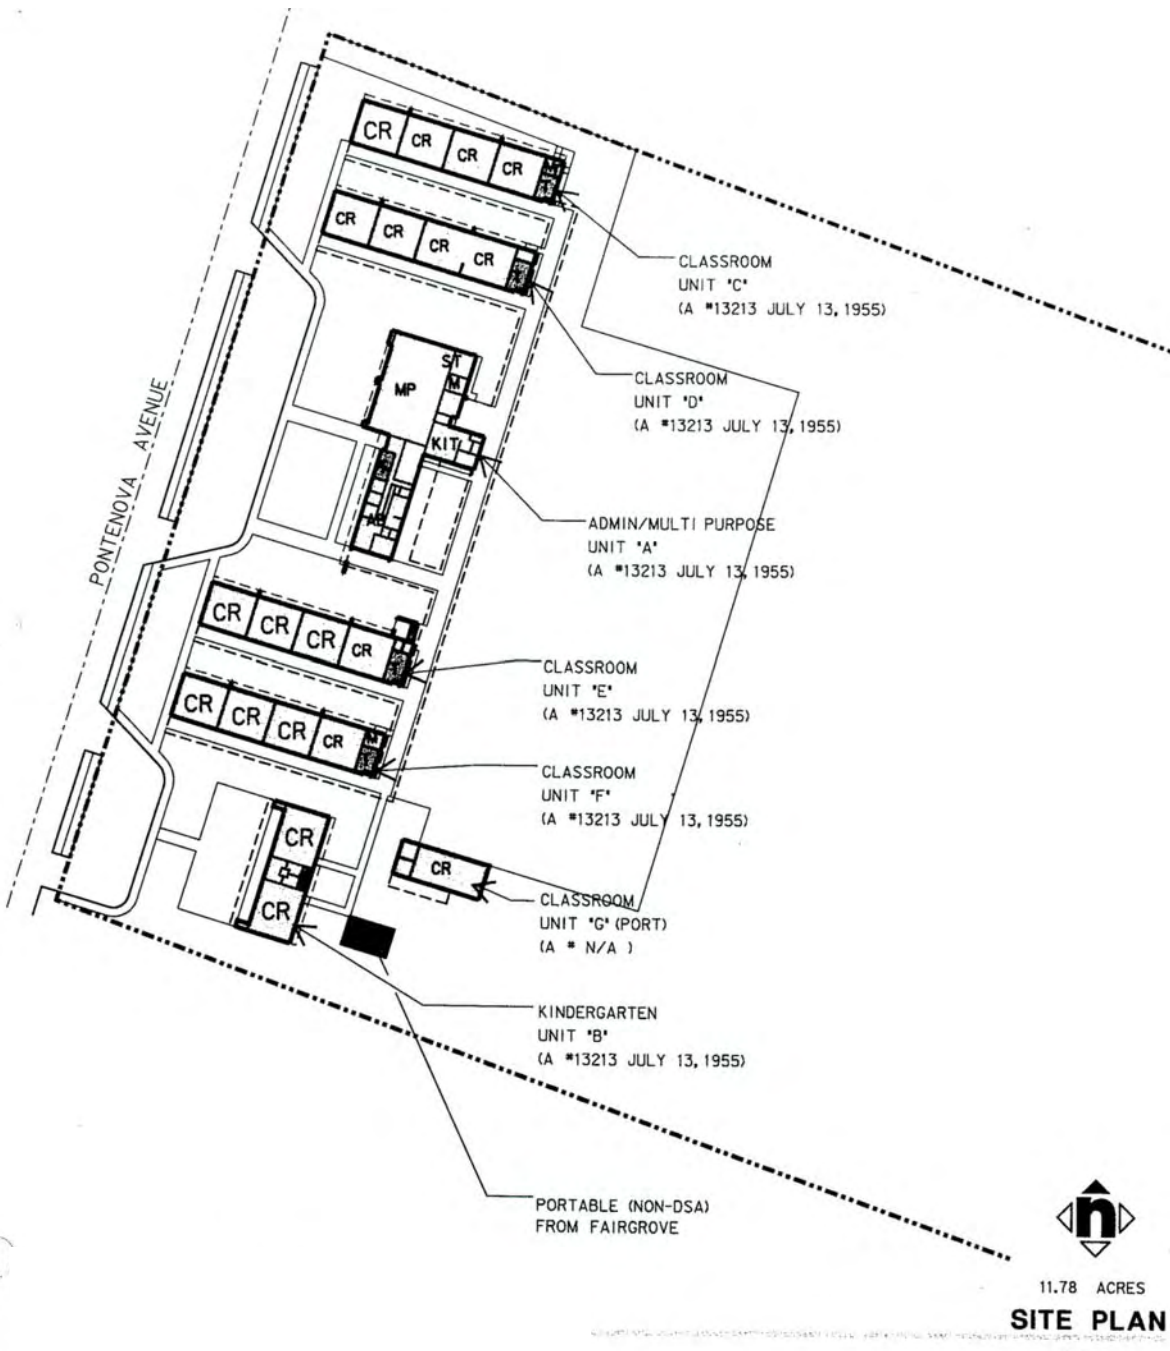 CR CR CR CR
CR CR CR CR
CLASSROOM
UNIT "C"
(A #13213 JULY 13, 1955)
CLASSROOM
UNIT "D"
(A #13213 JULY 13, 1955)
ST
M
MP
KIT
PONTENOVA AVENUE
ADMIN/MULTI PURPOSE
UNIT "A"
(A #13213 JULY 13, 1955)
CR CR CR CR
CLASSROOM
UNIT "E"
(A #13213 JULY 13, 1955)
CR CR CR CR
CLASSROOM
UNIT "F"
(A #13213 JULY 13, 1955)
CR
CR
CR
CLASSROOM
UNIT "G" (PORT)
(A # N/A )
KINDERGARTEN
UNIT "B"
(A #13213 JULY 13, 1955)
PORTABLE (NON-DSA)
FROM FAIRGROVE
n
11.78 ACRES
SITE PLAN